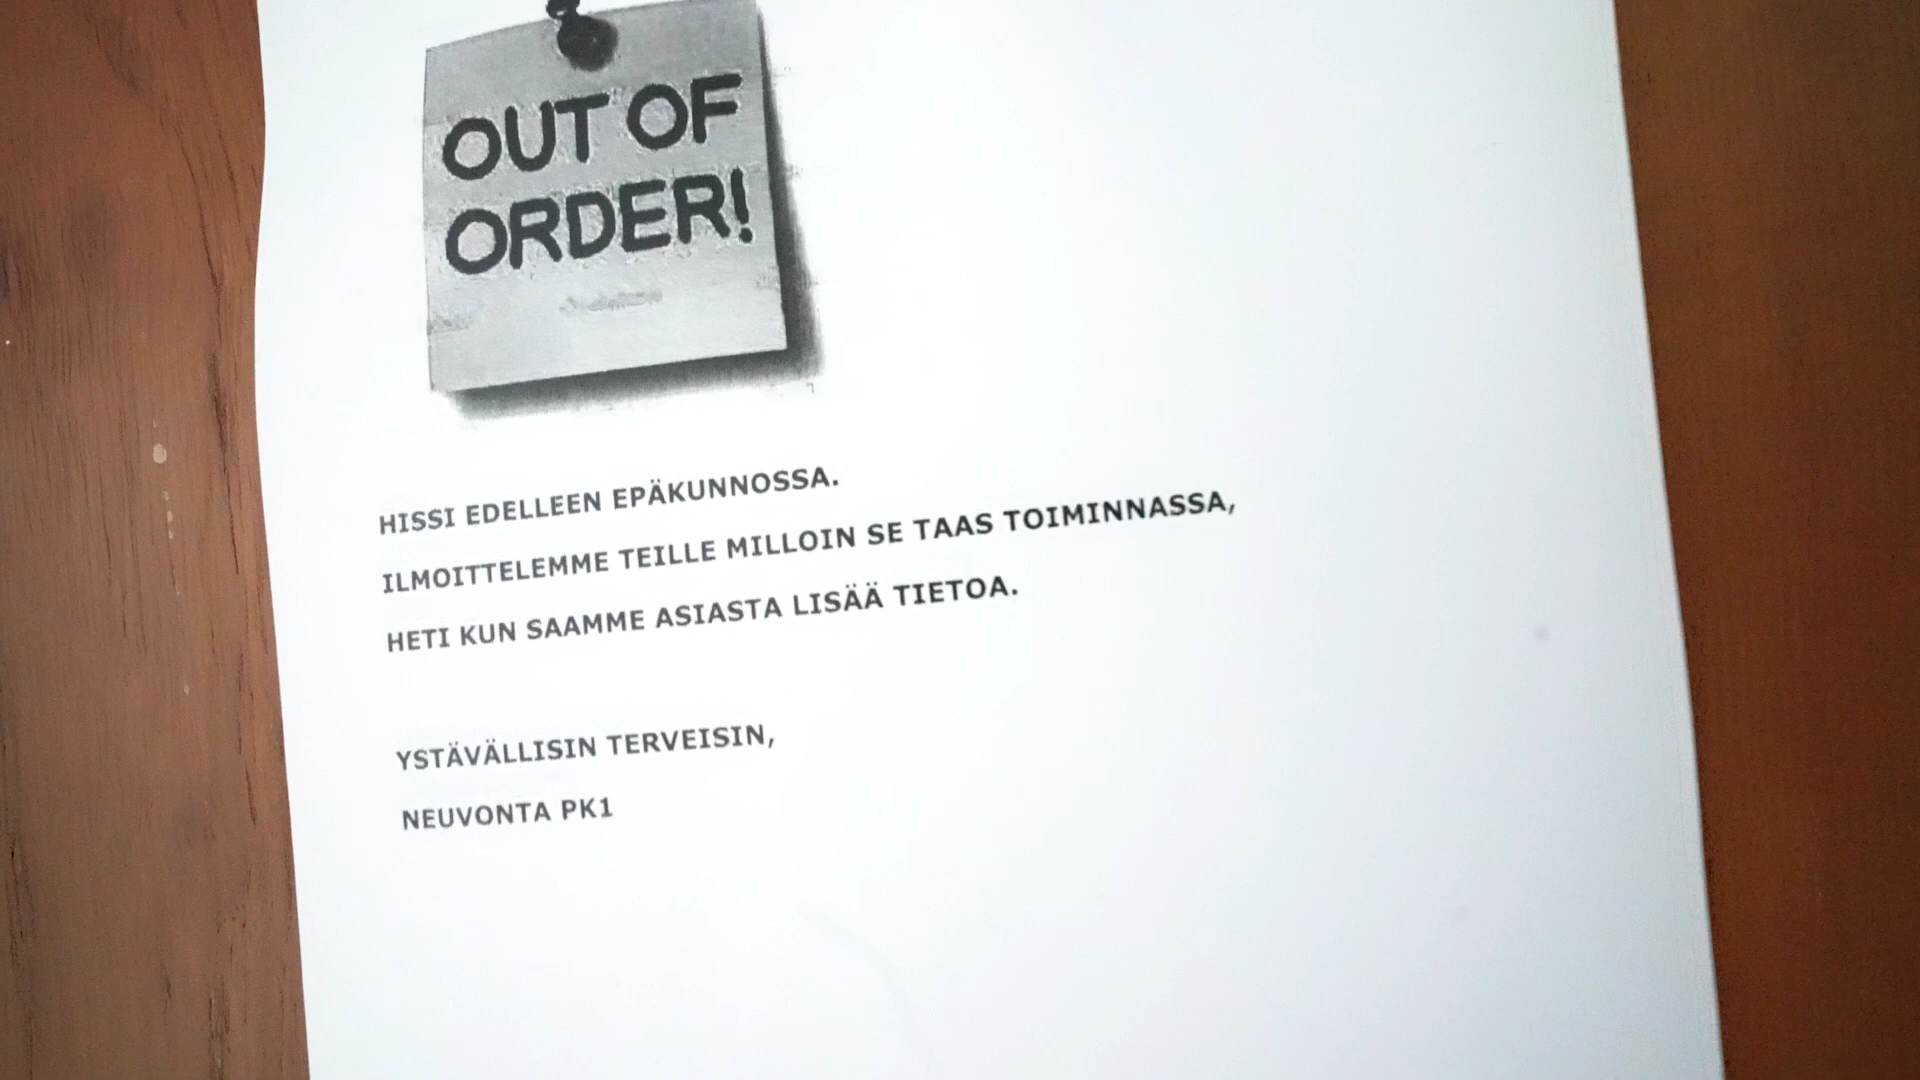 OUT OF
ORDER!
HISSI EDELLEEN EPÄKUNNOSSA.
ILMOITTELEMME TEILLE MILLOIN SE TAAS TOIMINNASSA,
HETI KUN SAAMME ASIASTA LISÄÄ TIETOA.
YSTÄVÄLLISIN TERVEISIN,
NEUVONTA PK1